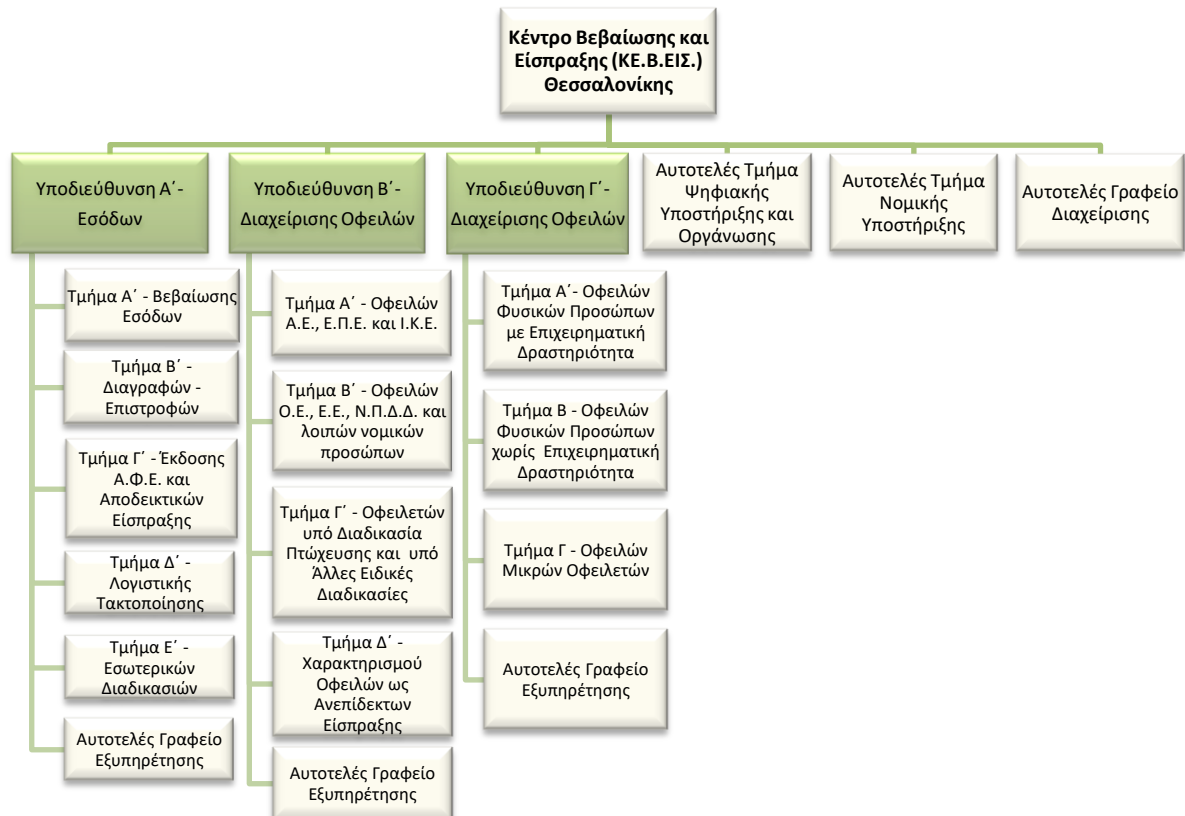 Κέντρο Βεβαίωσης και
Είσπραξης (ΚΕ.Β.ΕΙΣ.)
Θεσσαλονίκης
Υποδιεύθυνση Α΄-
Εσόδων
Υποδιεύθυνση Β΄-
Διαχείρισης Οφειλών
Υποδιεύθυνση Γ΄-
Διαχείρισης Οφειλών
Αυτοτελές Τμήμα
Ψηφιακής
Υποστήριξης και
Οργάνωσης
Αυτοτελές Τμήμα
Νομικής
Υποστήριξης
Αυτοτελές Γραφείο
Διαχείρισης
Τμήμα Α΄ - Βεβαίωσης
Εσόδων
Τμήμα Β΄ -
Διαγραφών -
Επιστροφών
Τμήμα Γ΄ -Έκδοσης
Α.Φ.Ε. και
Αποδεικτικών
Είσπραξης
Τμήμα Δ΄ -
Λογιστικής
Τακτοποίησης
Τμήμα Ε΄ -
Εσωτερικών
Διαδικασιών
Αυτοτελές Γραφείο
Εξυπηρέτησης
Τμήμα Α΄ - Οφειλών
Α.Ε., Ε.Π.Ε. και Ι.Κ.Ε.
Τμήμα Β΄ - Οφειλών
Ο.Ε., Ε.Ε., Ν.Π.Δ.Δ. και
λοιπών νομικών
προσώπων
Τμήμα Γ΄ - Οφειλετών
υπό Διαδικασία
Πτώχευσης και υπό
Άλλες Ειδικές
Διαδικασίες
Τμήμα Δ΄ -
Χαρακτηρισμού
Οφειλών ως
Ανεπίδεκτων
Είσπραξης
Αυτοτελές Γραφείο
Εξυπηρέτησης
Τμήμα Α΄- Οφειλών
Φυσικών Προσώπων
με Επιχειρηματική
Δραστηριότητα
Τμήμα Β - Οφειλών
Φυσικών Προσώπων
χωρίς Επιχειρηματική
Δραστηριότητα
Τμήμα Γ - Οφειλών
Μικρών Οφειλετών
Αυτοτελές Γραφείο
Εξυπηρέτησης